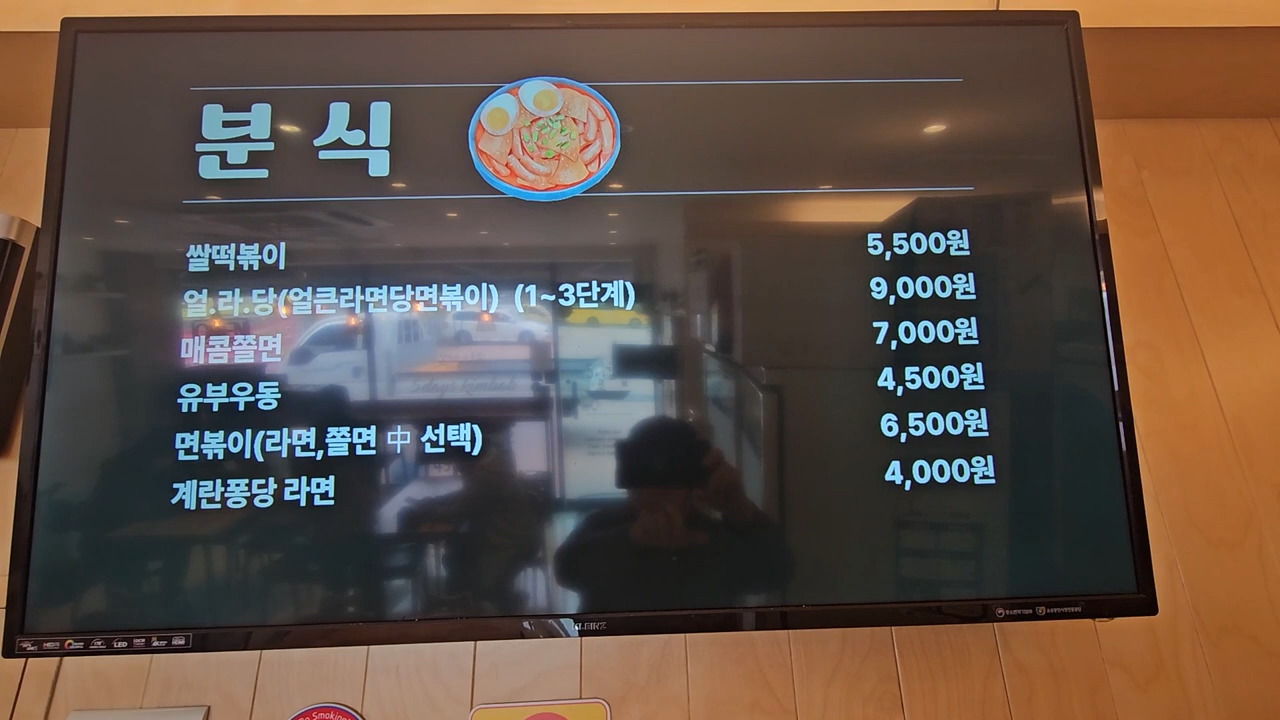 분식
쌀떡볶이 5,500원
얼.라.당(얼큰라면당면볶이) (1~3단계) 9,000원
매콤쫄면 7,000원
유부우동 4,500원
면볶이(라면,쫄면 中 선택) 6,500원
계란퐁당 라면 4,000원
LED
No Smoking